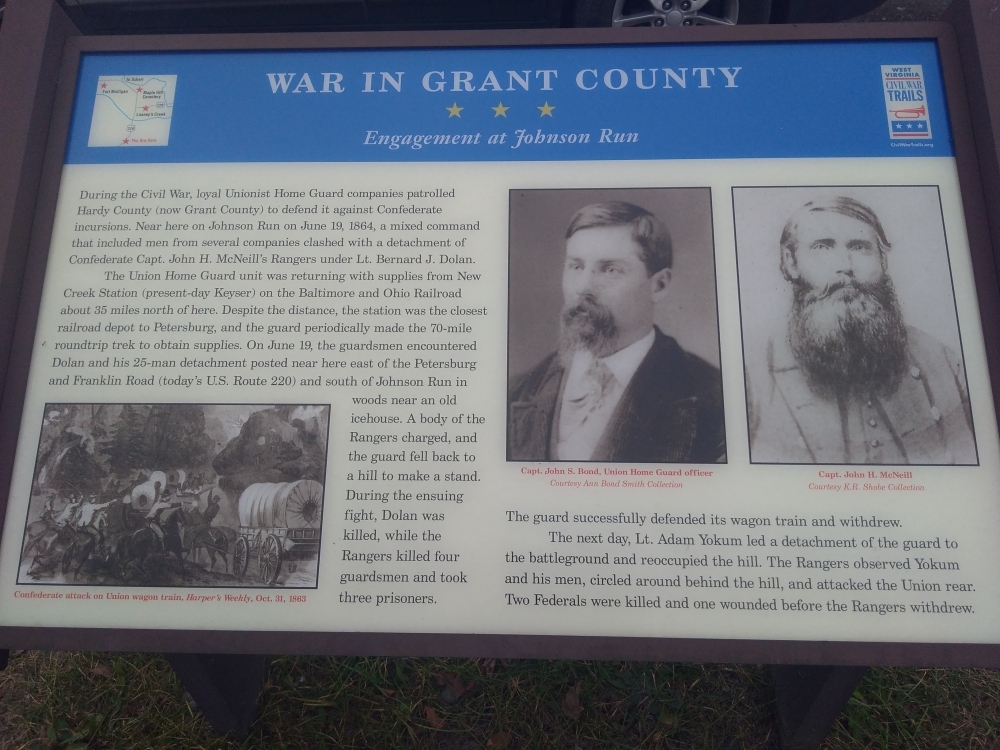 WAR IN GRANT COUNTY
Engagement at Johnson Run
WEST
VIRGINIA
CIVIL WAR
TRAILS
CivilWarTrails.org
Fort Mulligan
Maple Hill
Cemetery
During the Civil War, loyal Unionist Home Guard companies patrolled
Hardy County (now Grant County) to defend it against Confederate
incursions. Near here on Johnson Run on June 19, 1864, a mixed command
that included men from several companies clashed with a detachment of
Confederate Capt. John H. McNeill's Rangers under Lt. Bernard J. Dolan.
The Union Home Guard unit was returning with supplies from New
Creek Station (present-day Keyser) on the Baltimore and Ohio Railroad
about 35 miles north of here. Despite the distance, the station was the closest
railroad depot to Petersburg, and the guard periodically made the 70-mile
roundtrip trek to obtain supplies. On June 19, the guardsmen encountered
Dolan and his 25-man detachment posted near here east of the Petersburg
and Franklin Road (today's U.S. Route 220) and south of Johnson Run in
woods near an old
icehouse. A body of the
Rangers charged, and
the guard fell back to
a hill to make a stand.
During the ensuing
fight, Dolan was
killed, while the
Rangers killed four
guardsmen and took
three prisoners.
Confederate attack on Union wagon train, Harper's Weekly, Oct. 31, 1863
Capt. John S. Bond, Union Home Guard officer
Courtesy Ann Bond Smith Collection
Capt. John H. McNeill
Courtesy K.R. Shobe Collection
The guard successfully defended its wagon train and withdrew.
The next day, Lt. Adam Yokum led a detachment of the guard to
the battleground and reoccupied the hill. The Rangers observed Yokum
and his men, circled around behind the hill, and attacked the Union rear.
Two Federals were killed and one wounded before the Rangers withdrew.